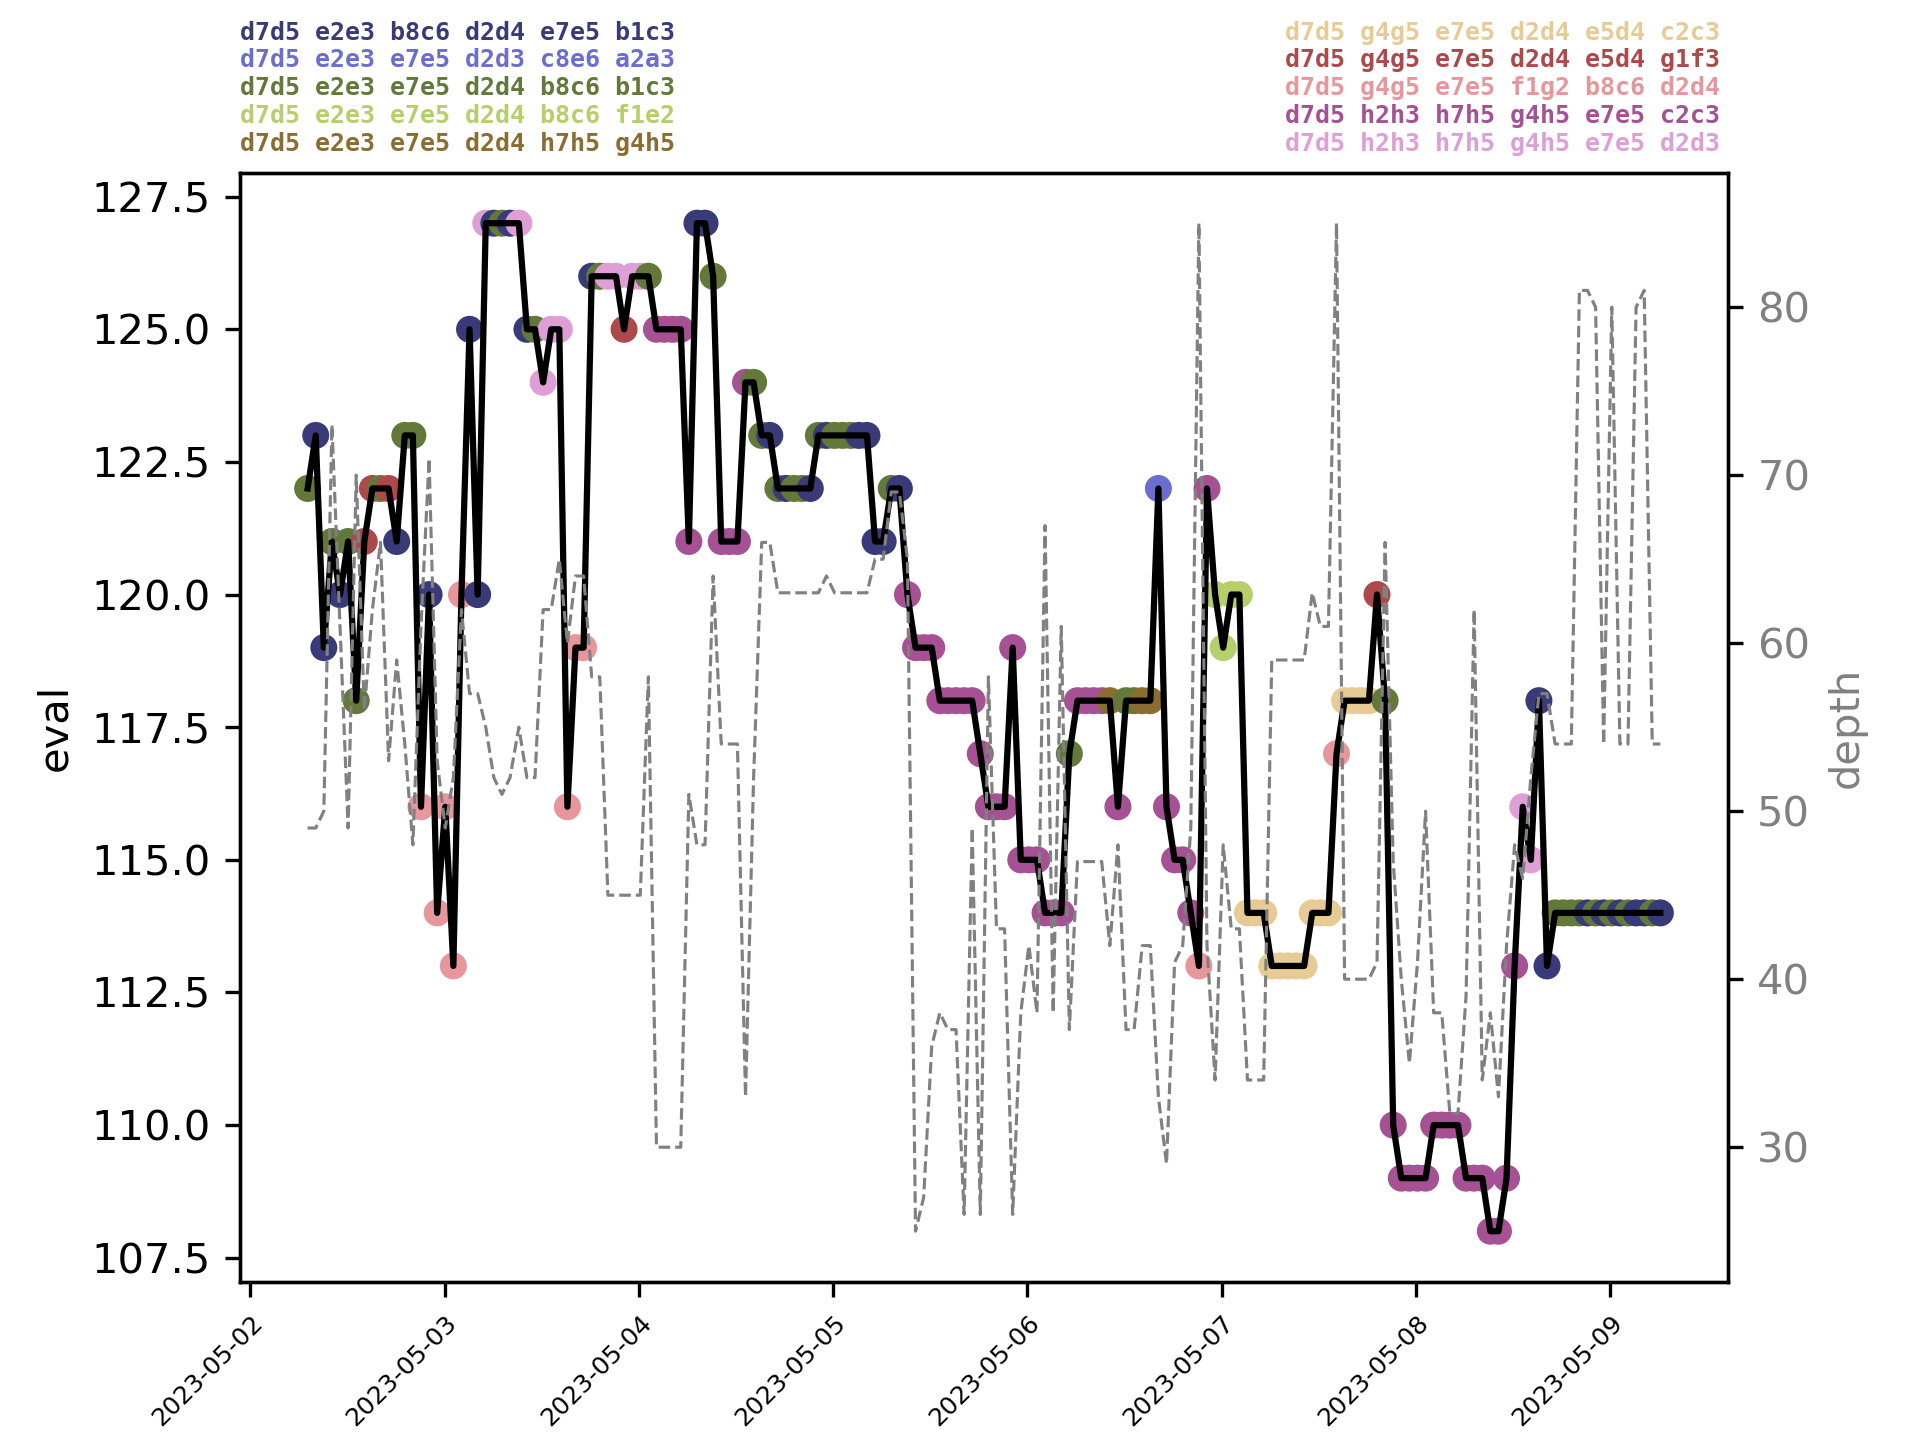 d7d5 e2e3 b8c6 d2d4 e7e5 b1c3
d7d5 e2e3 e7e5 d2d3 c8e6 a2a3
d7d5 e2e3 e7e5 d2d4 b8c6 b1c3
d7d5 e2e3 e7e5 d2d4 b8c6 f1e2
d7d5 e2e3 e7e5 d2d4 h7h5 g4h5
d7d5 g4g5 e7e5 d2d4 e5d4 c2c3
d7d5 g4g5 e7e5 d2d4 e5d4 g1f3
d7d5 g4g5 e7e5 f1g2 b8c6 d2d4
d7d5 h2h3 h7h5 g4h5 e7e5 c2c3
d7d5 h2h3 h7h5 g4h5 e7e5 d2d3
127.5
125.0
122.5
120.0
117.5
115.0
112.5
110.0
107.5
eval
80
70
60
50
40
30
depth
2023-05-02
2023-05-03
2023-05-04
2023-05-05
2023-05-06
2023-05-07
2023-05-08
2023-05-09